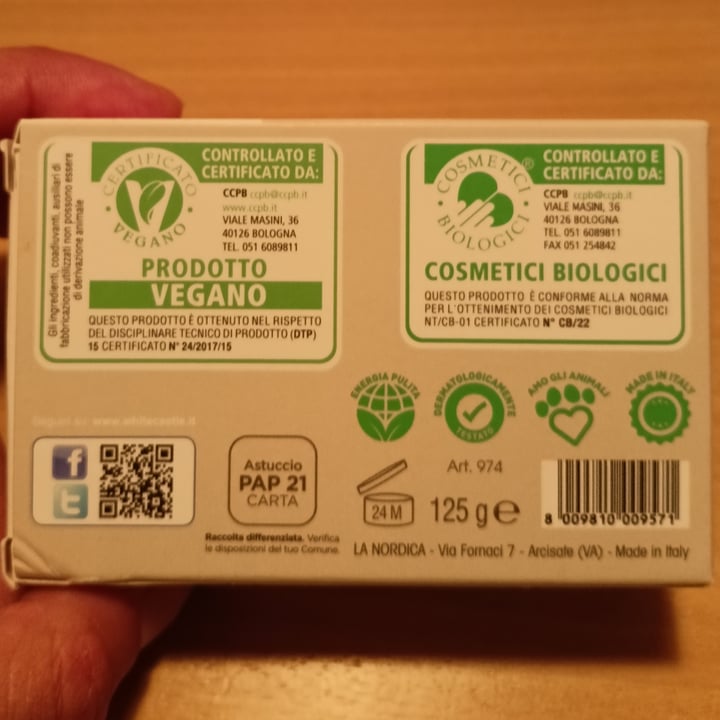 Gli ingredienti, coadiuvanti, ausiliari di
fabbricazione utilizzati non possono essere
di derivazione animale
CERTIFICATO
VEGANO
CONTROLLATO E
CERTIFICATO DA:
CCPB ccpb@ccpb.it
www.ccpb.it
VIALE MASINI, 36
40126 BOLOGNA
TEL. 051 6089811
PRODOTTO
VEGANO
QUESTO PRODOTTO È OTTENUTO NEL RISPETTO
DEL DISCIPLINARE TECNICO DI PRODOTTO (DTP)
15 CERTIFICATO N° 24/2017/15
COSMETICI
BIOLOGICI
®
CONTROLLATO E
CERTIFICATO DA:
CCPB ccpb@ccpb.it
VIALE MASINI, 36
40126 BOLOGNA
TEL. 051 6089811
FAX 051 254842
COSMETICI BIOLOGICI
QUESTO PRODOTTO È CONFORME ALLA NORMA
PER L'OTTENIMENTO DEI COSMETICI BIOLOGICI
NT/CB-01 CERTIFICATO N° CB/22
ENERGIA PULITA
DERMATOLOGICAMENTE
TESTATO
AMO GLI ANIMALI
MADE IN ITALY
Seguici su: www.whitecastle.it
f
t
Astuccio
PAP 21
CARTA
Raccolta differenziata. Verifica
le disposizioni del tuo Comune.
24 M
Art. 974
125 g e
8 009810 009571
LA NORDICA - Via Fornaci 7 - Arcisate (VA) - Made in Italy